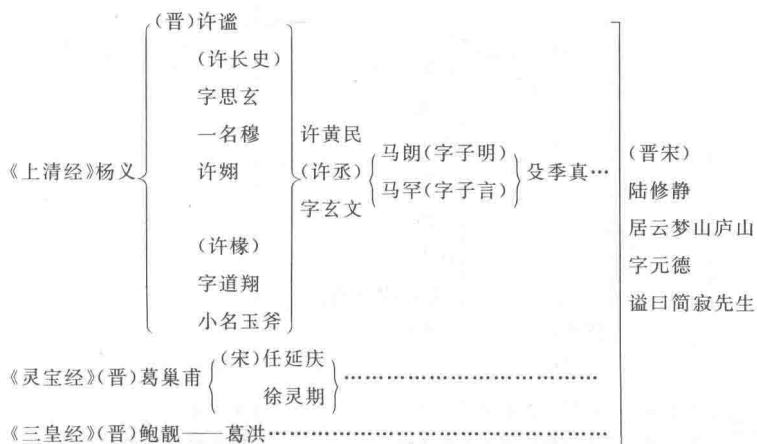 (晋)许谧
(许长史)
字思玄
一名穆
《上清经》杨义
许翙
(许椽)
字道翔
小名玉斧
许黄民
(许丞)
字玄文
马朗(字子明)
马罕(字子言)
殳季真…
(晋宋)
陆修静
居云梦山庐山
字元德
谥曰简寂先生
《灵宝经》(晋)葛巢甫
(宋)任延庆
徐灵期
……………………………
《三皇经》(晋)鲍靓——葛洪……………………………………